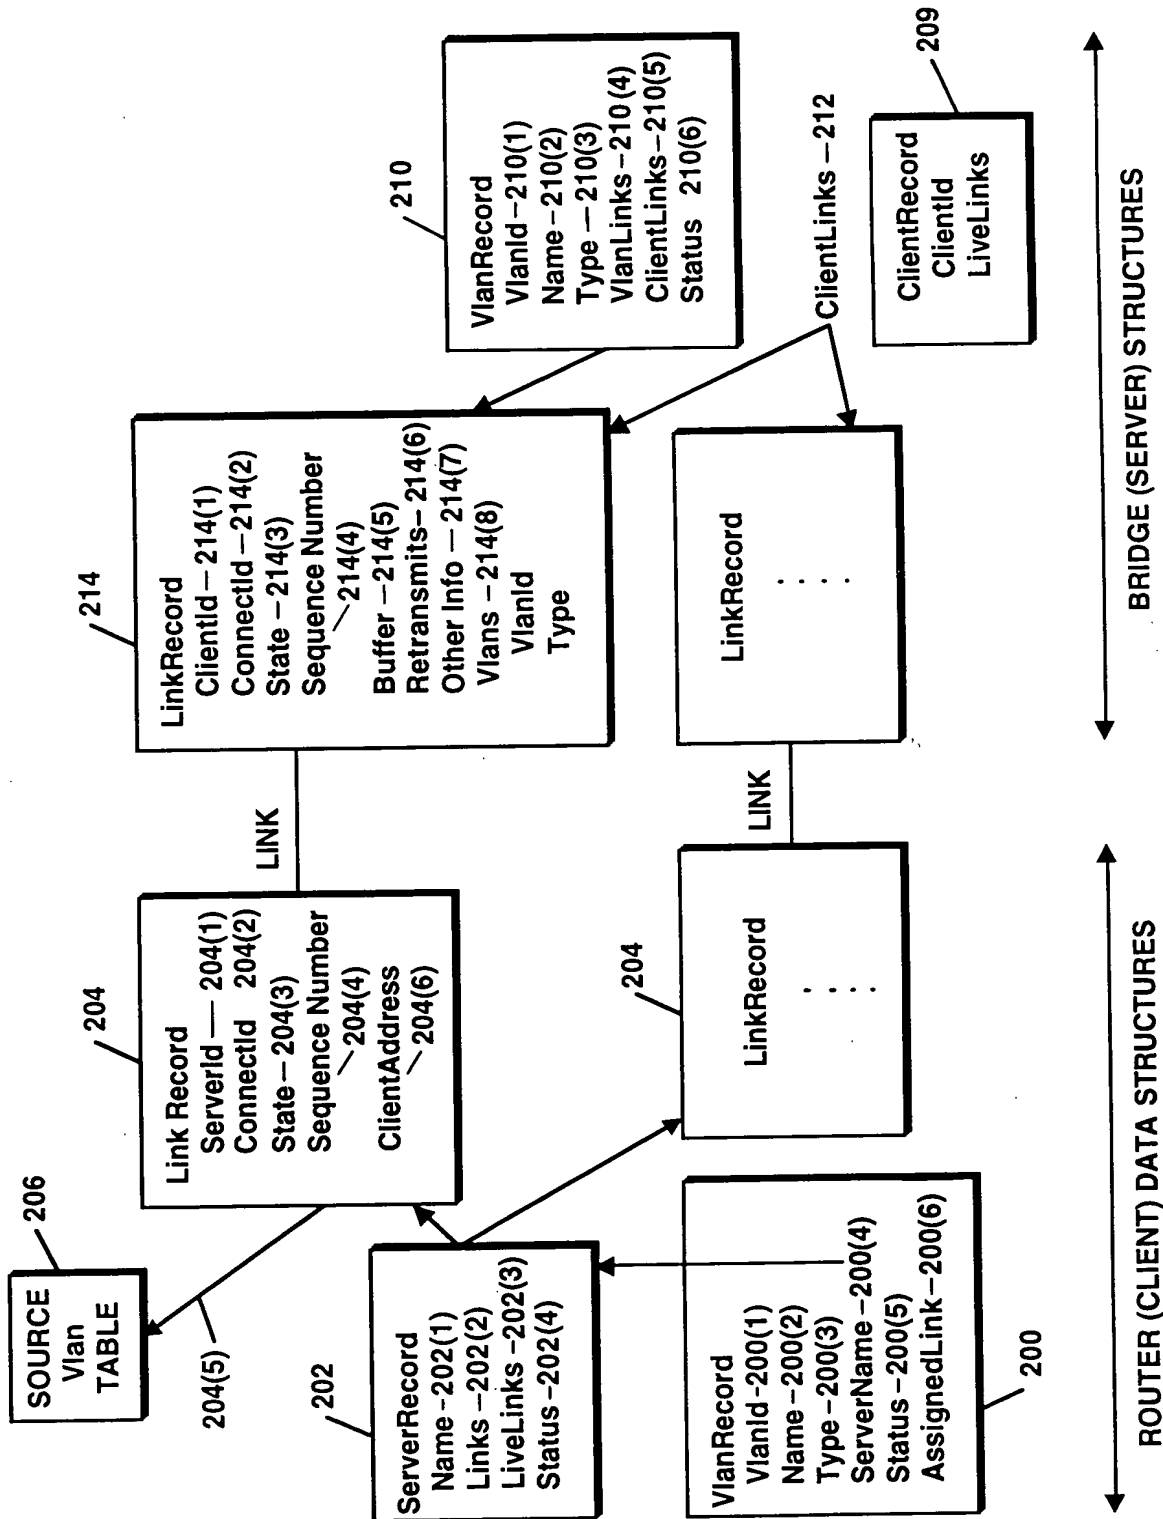 SOURCE
Vlan
TABLE
206
204(5)
202
ServerRecord
Name-202(1)
Links-202(2)
LiveLinks-202(3)
Status-202(4)
VlanRecord
VlanId-200(1)
Name-200(2)
Type-200(3)
ServerName-200(4)
Status-200(5)
AssignedLink-200(6)
200
204
Link Record
ServerId — 204(1)
ConnectId 204(2)
State-204(3)
Sequence Number
204(4)
ClientAddress
204(6)
204
LinkRecord
. . . .
LINK
LINK
214
LinkRecord
ClientId-214(1)
ConnectId-214(2)
State-214(3)
Sequence Number
214(4)
Buffer-214(5)
Retransmits-214(6)
Other Info-214(7)
Vlans-214(8)
VlanId
Type
LinkRecord
. . . .
210
VlanRecord
VlanId-210(1)
Name-210(2)
Type-210(3)
VlanLinks-210(4)
ClientLinks-210(5)
Status 210(6)
ClientLinks-212
209
ClientRecord
ClientId
LiveLinks
ROUTER (CLIENT) DATA STRUCTURES
BRIDGE (SERVER) STRUCTURES